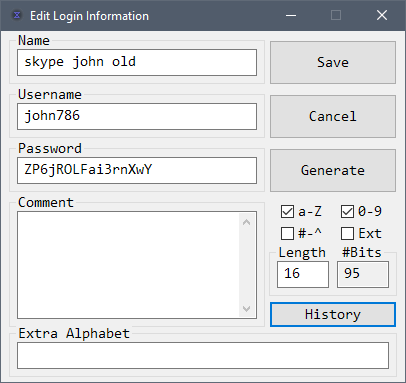 Edit Login Information
Name
skype john old
Save
Username
john786
Cancel
Password
ZP6jROLFai3rnXwY
Generate
Comment
a-Z 0-9
#-^ Ext
Length #Bits
16 95
History
Extra Alphabet